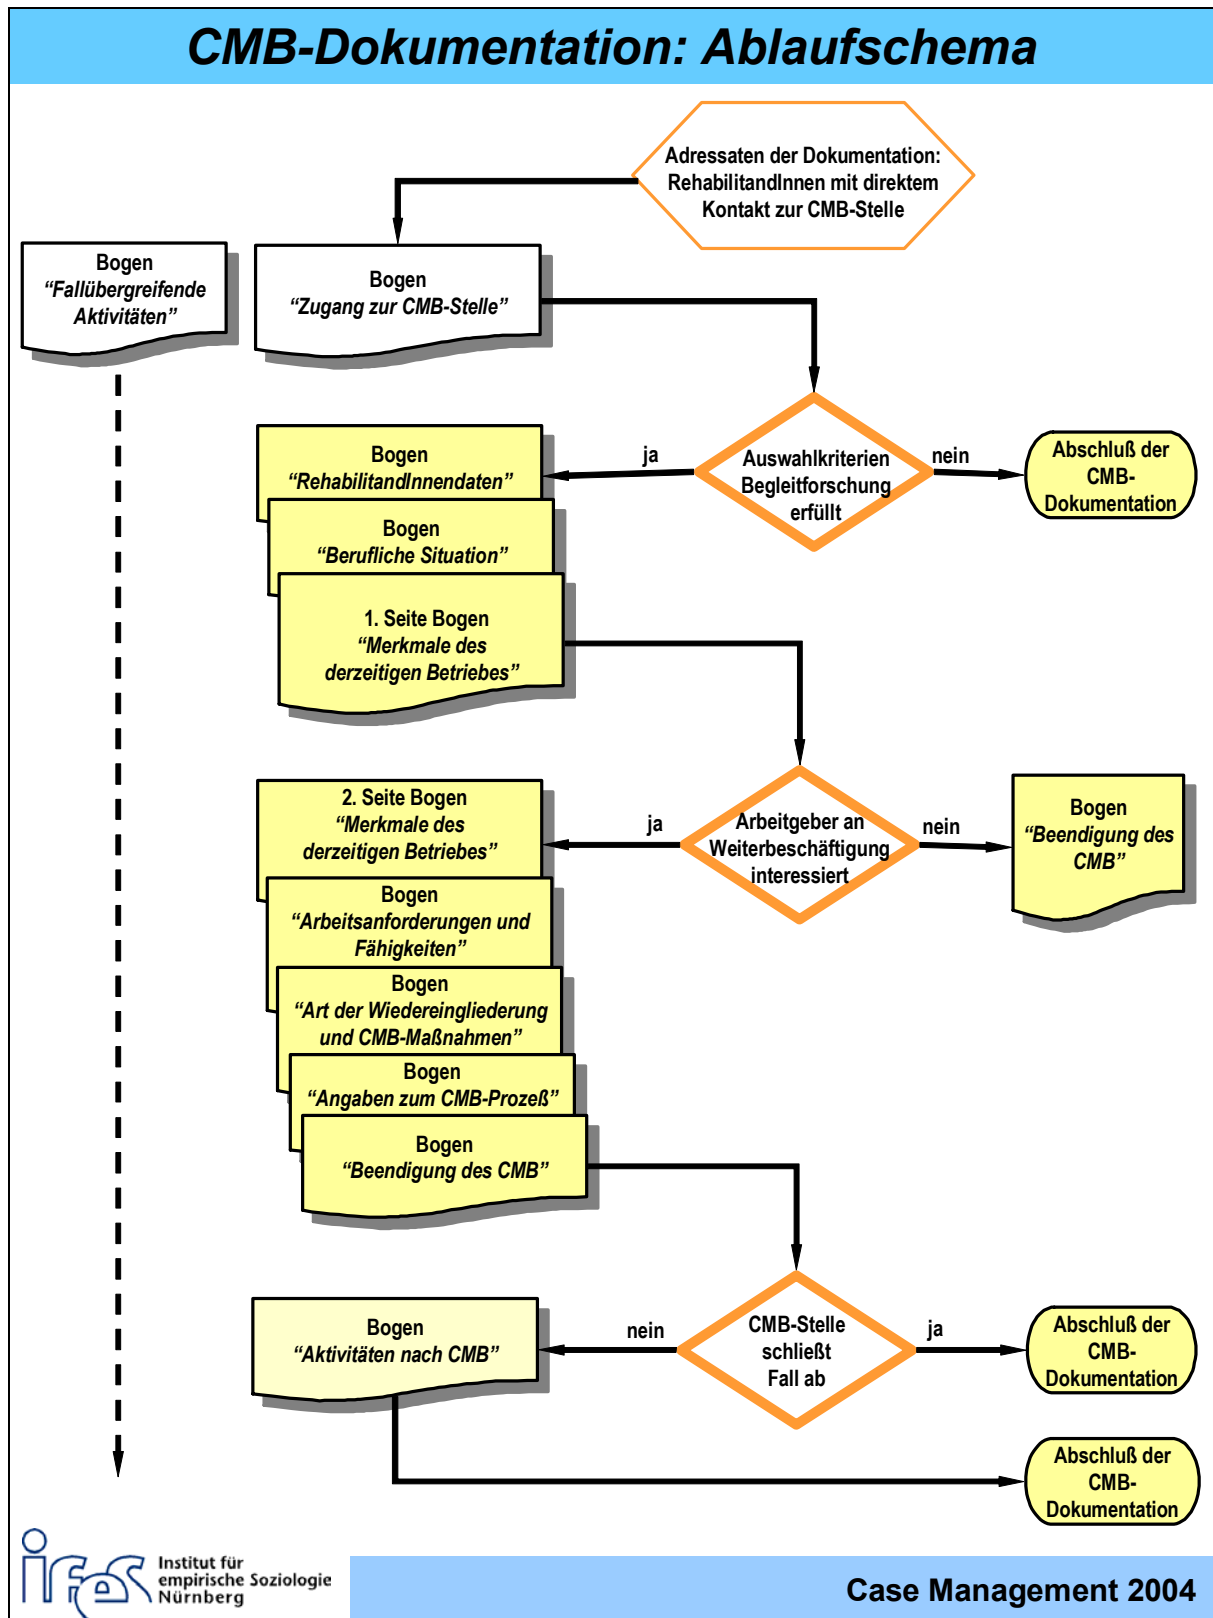 CMB-Dokumentation: Ablaufschema
Adressaten der Dokumentation:
RehabilitandInnen mit direktem
Kontakt zur CMB-Stelle
Bogen
“Fallübergreifende
Aktivitäten”
Bogen
“Zugang zur CMB-Stelle”
Bogen
“RehabilitandInnendaten”
ja
Auswahlkriterien
Begleitforschung
erfüllt
nein
Abschluß der
CMB-
Dokumentation
Bogen
“Berufliche Situation”
1. Seite Bogen
“Merkmale des
derzeitigen Betriebes”
2. Seite Bogen
“Merkmale des
derzeitigen Betriebes”
ja
Arbeitgeber an
Weiterbeschäftigung
interessiert
nein
Bogen
“Beendigung des
CMB”
Bogen
“Arbeitsanforderungen und
Fähigkeiten”
Bogen
“Art der Wiedereingliederung
und CMB-Maßnahmen”
Bogen
“Angaben zum CMB-Prozeß”
Bogen
“Beendigung des CMB”
Bogen
“Aktivitäten nach CMB”
nein
CMB-Stelle
schließt
Fall ab
ja
Abschluß der
CMB-
Dokumentation
Abschluß der
CMB-
Dokumentation
ifes
Institut für
empirische Soziologie
Nürnberg
Case Management 2004